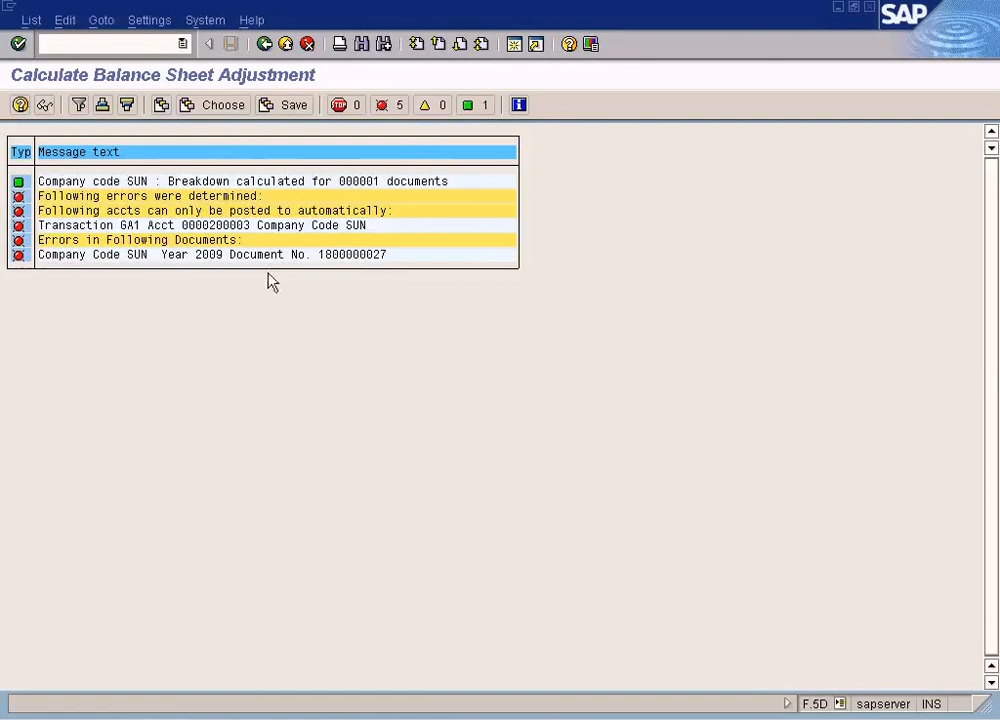 List Edit Goto Settings System Help
SAP
Calculate Balance Sheet Adjustment
Choose Save STOP 0 5 0 1
Typ Message text
Company code SUN : Breakdown calculated for 000001 documents
Following errors were determined:
Following accts can only be posted to automatically:
Transaction GA1 Acct 0000200003 Company Code SUN
Errors in Following Documents:
Company Code SUN  Year 2009 Document No. 1800000027
F.5D sapserver INS